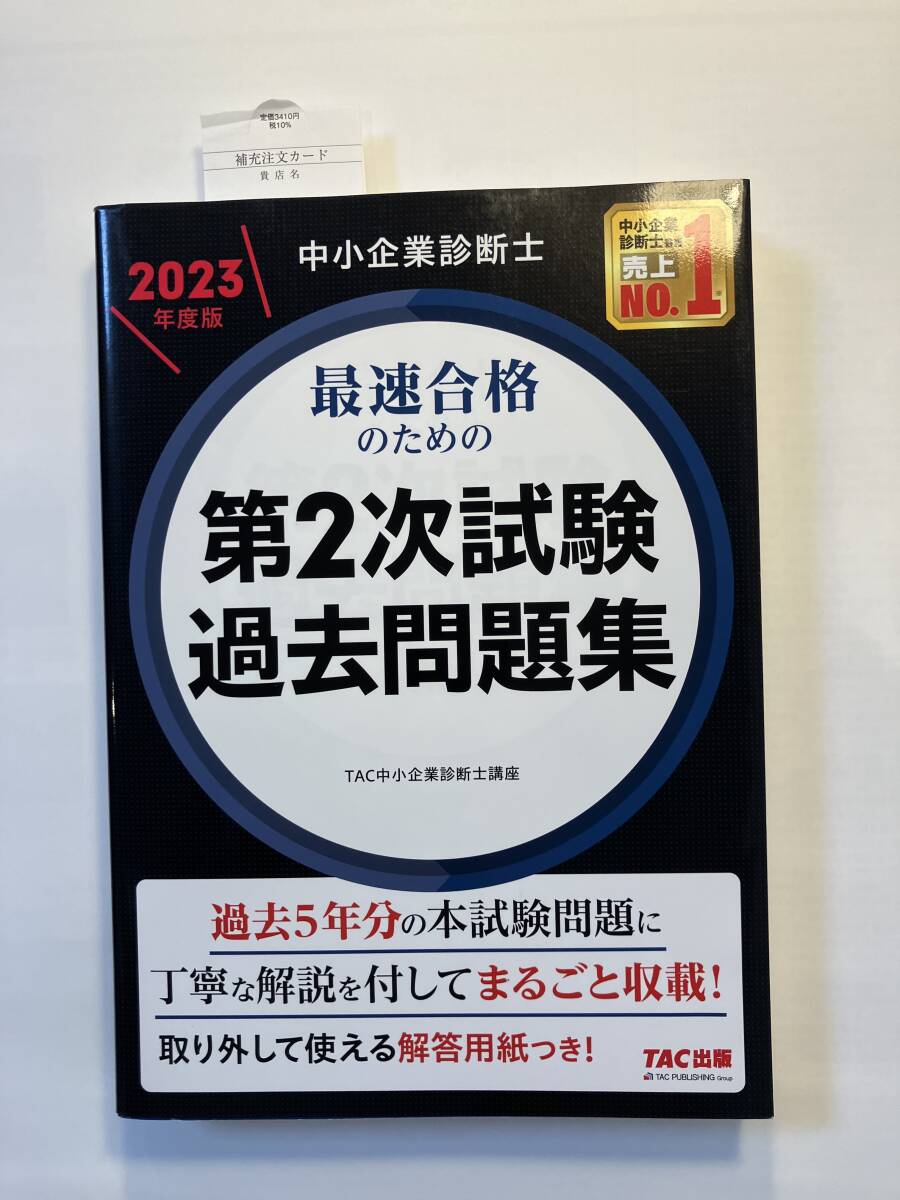 定価3410円
税10%
補充注文カード
貴店名
2023
年度版
中小企業診断士
中小企業
診断士
売上
NO.1
最速合格
のための
第2次試験
過去問題集
TAC中小企業診断士講座
過去5年分の本試験問題に
丁寧な解説を付してまるごと収載!
取り外して使える解答用紙つき!
TAC出版
TAC PUBLISHING Group